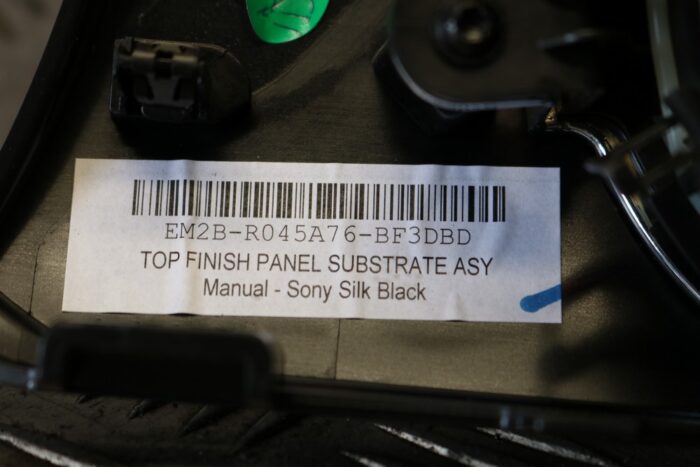 EM2B-R045A76-BF3DBD
TOP FINISH PANEL SUBSTRATE ASY
Manual - Sony Silk Black